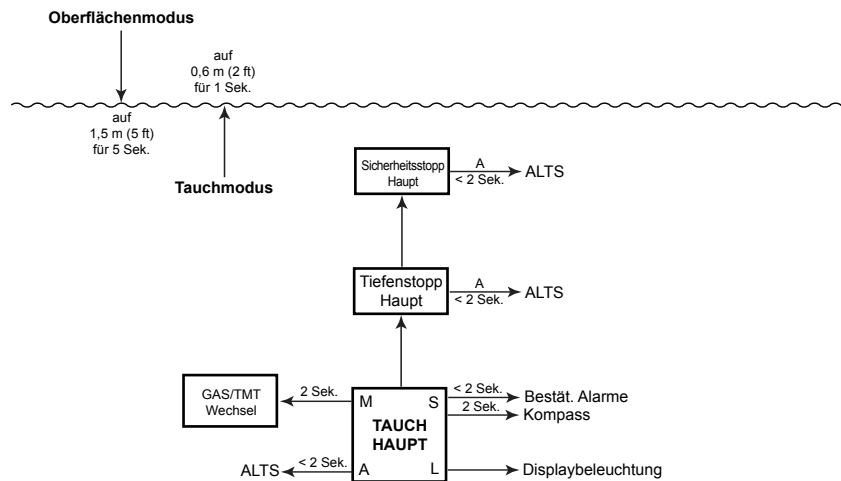 Oberflächenmodus
auf
0,6 m (2 ft)
für 1 Sek.
auf
1,5 m (5 ft)
für 5 Sek.
Tauchmodus
Sicherheitsstopp
Haupt
A
< 2 Sek.
ALTS
Tiefenstopp
Haupt
A
< 2 Sek.
ALTS
GAS/TMT
Wechsel
2 Sek.
M
S
TAUCH
HAUPT
A
L
< 2 Sek.
Bestät. Alarme
2 Sek.
Kompass
ALTS
< 2 Sek.
Displaybeleuchtung